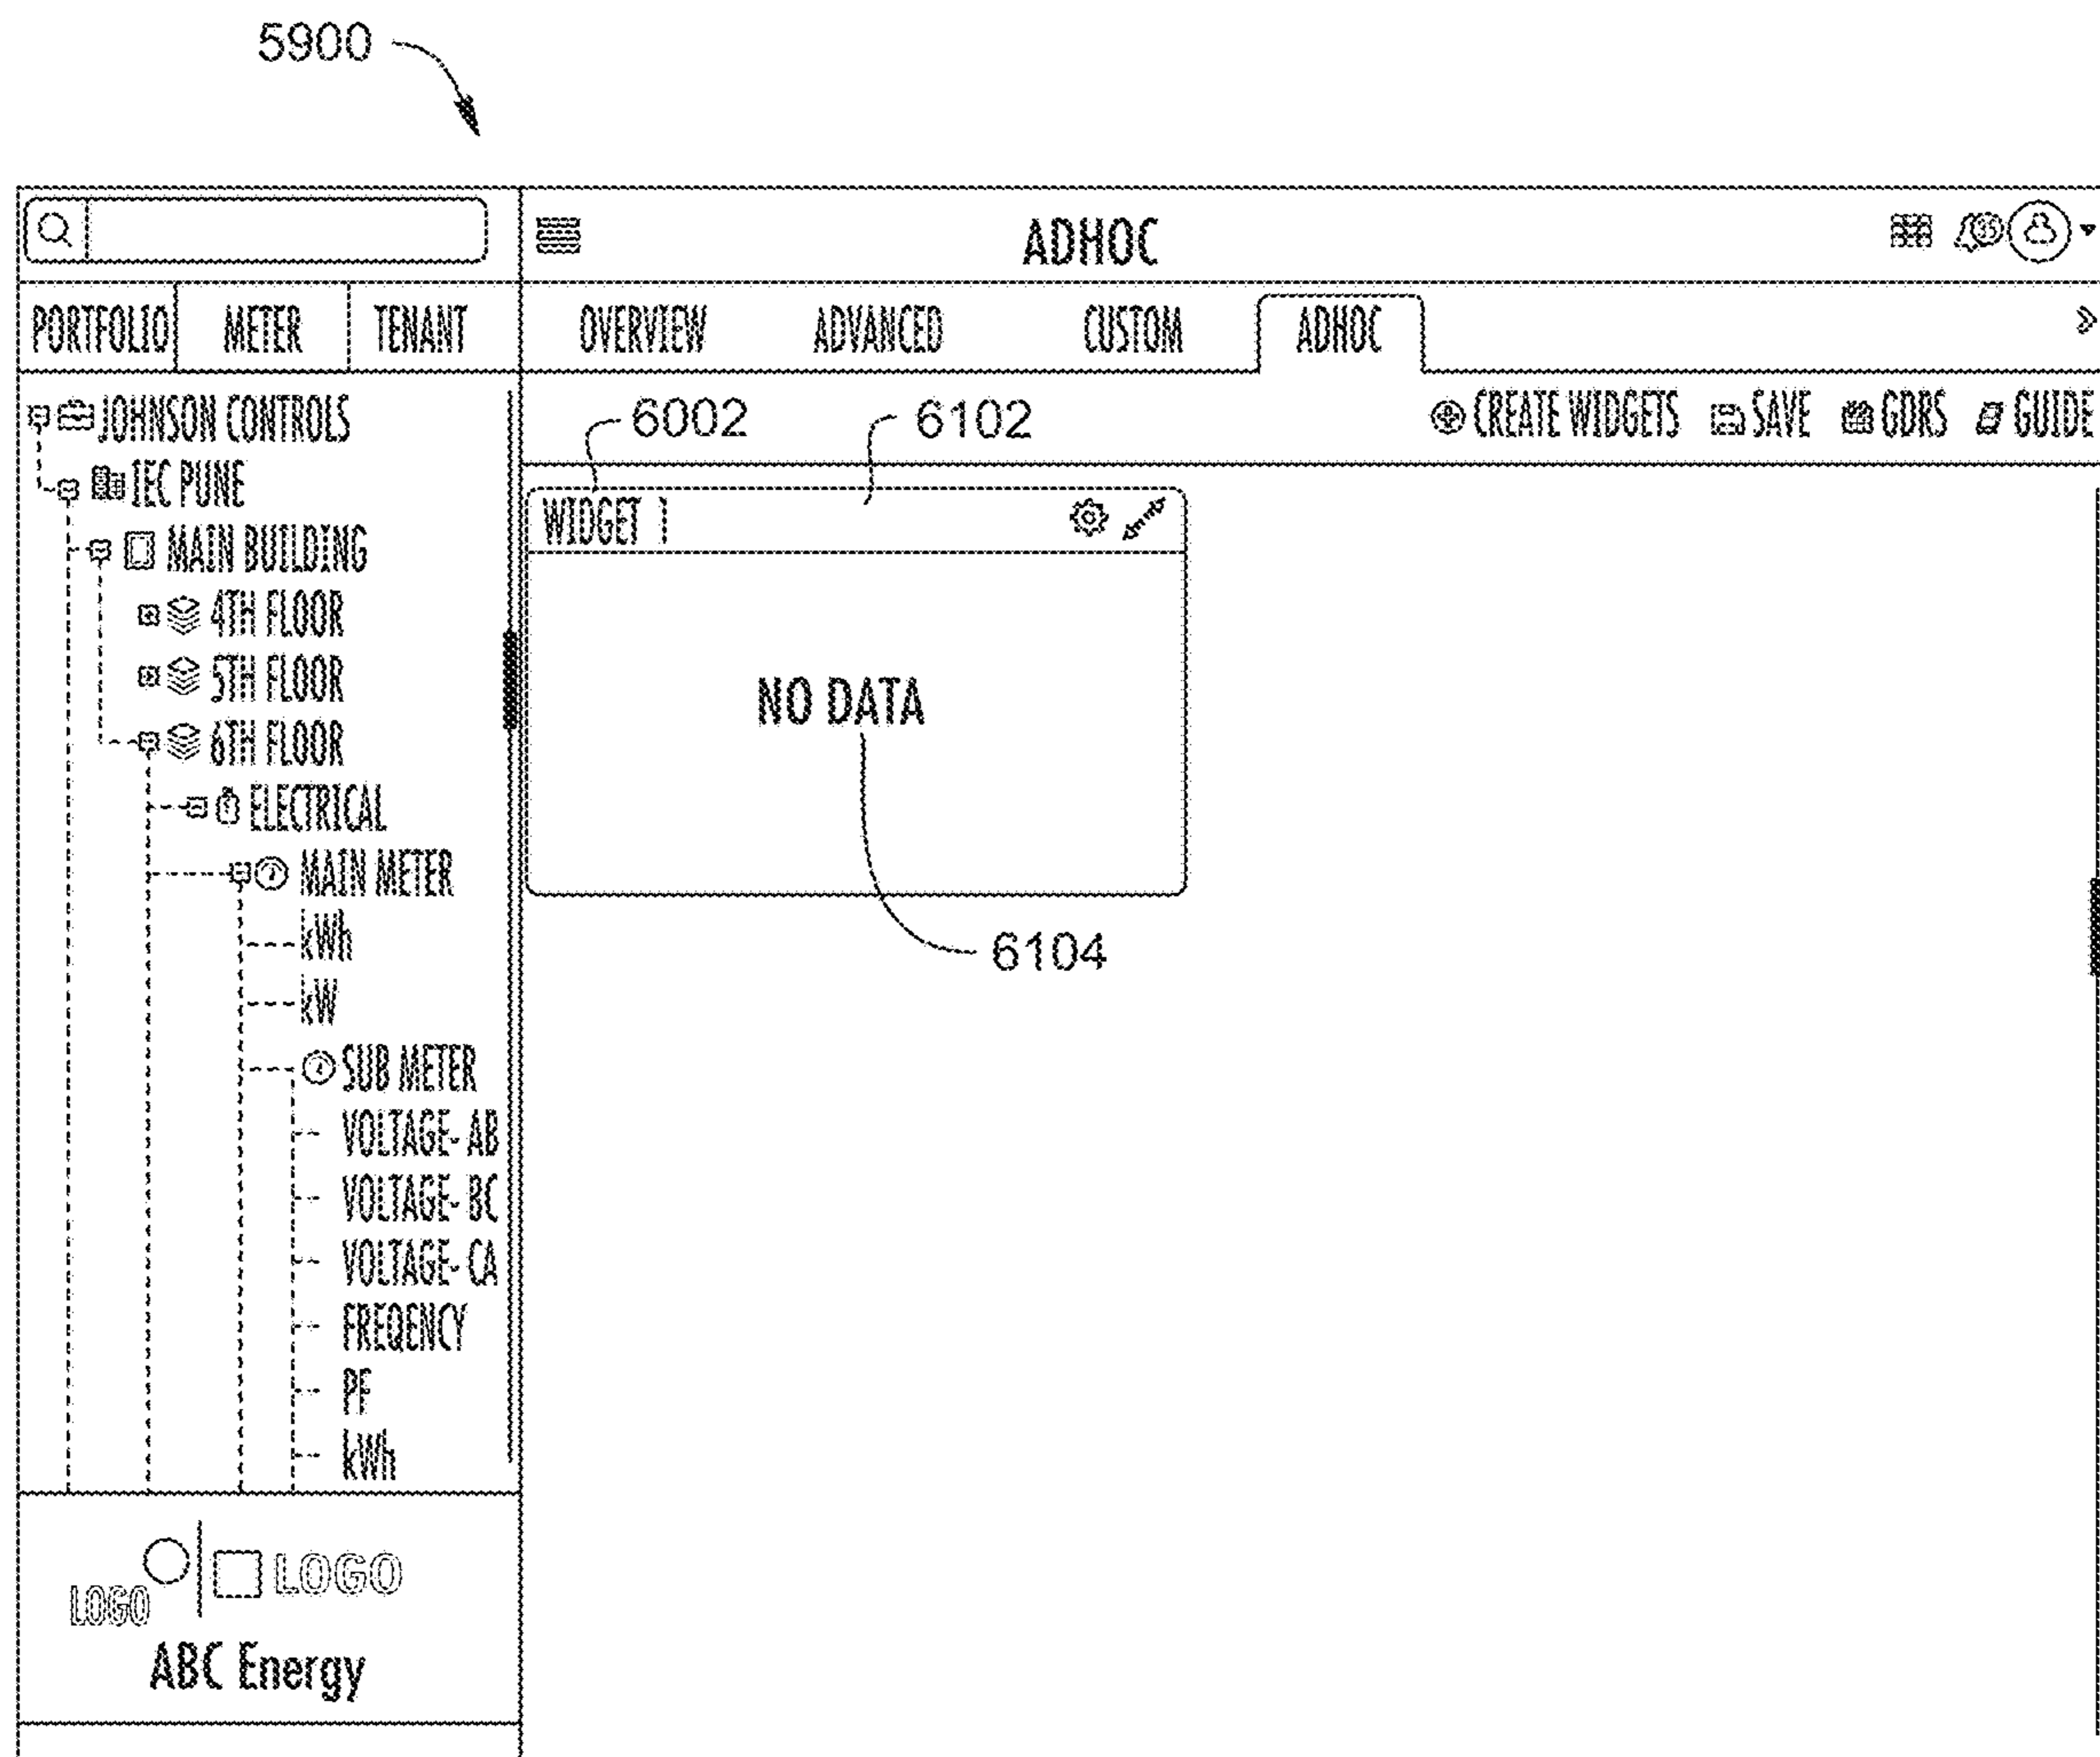 5900
ADHOC
PORTFOLIO METER TENANT
OVERVIEW ADVANCED CUSTOM ADHOC
CREATE WIDGETS SAVE GDRS GUIDE
JOHNSON CONTROLS
IEC PUNE
MAIN BUILDING
4TH FLOOR
5TH FLOOR
6TH FLOOR
ELECTRICAL
MAIN METER
kWh
kW
SUB METER
VOLTAGE- AB
VOLTAGE- BC
VOLTAGE- CA
FREQENCY
PF
kWh
6002 6102
WIDGET 1
NO DATA
6104
LOGO
LOGO
ABC Energy